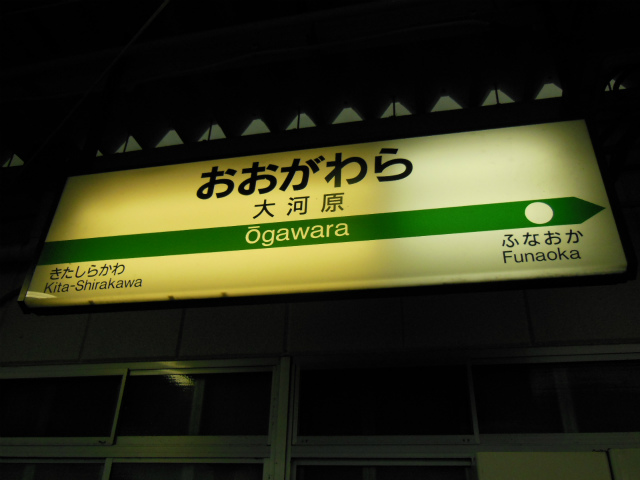 おおがわら
大河原
Ōgawara
きたしらかわ
Kita-Shirakawa
ふなおか
Funaoka